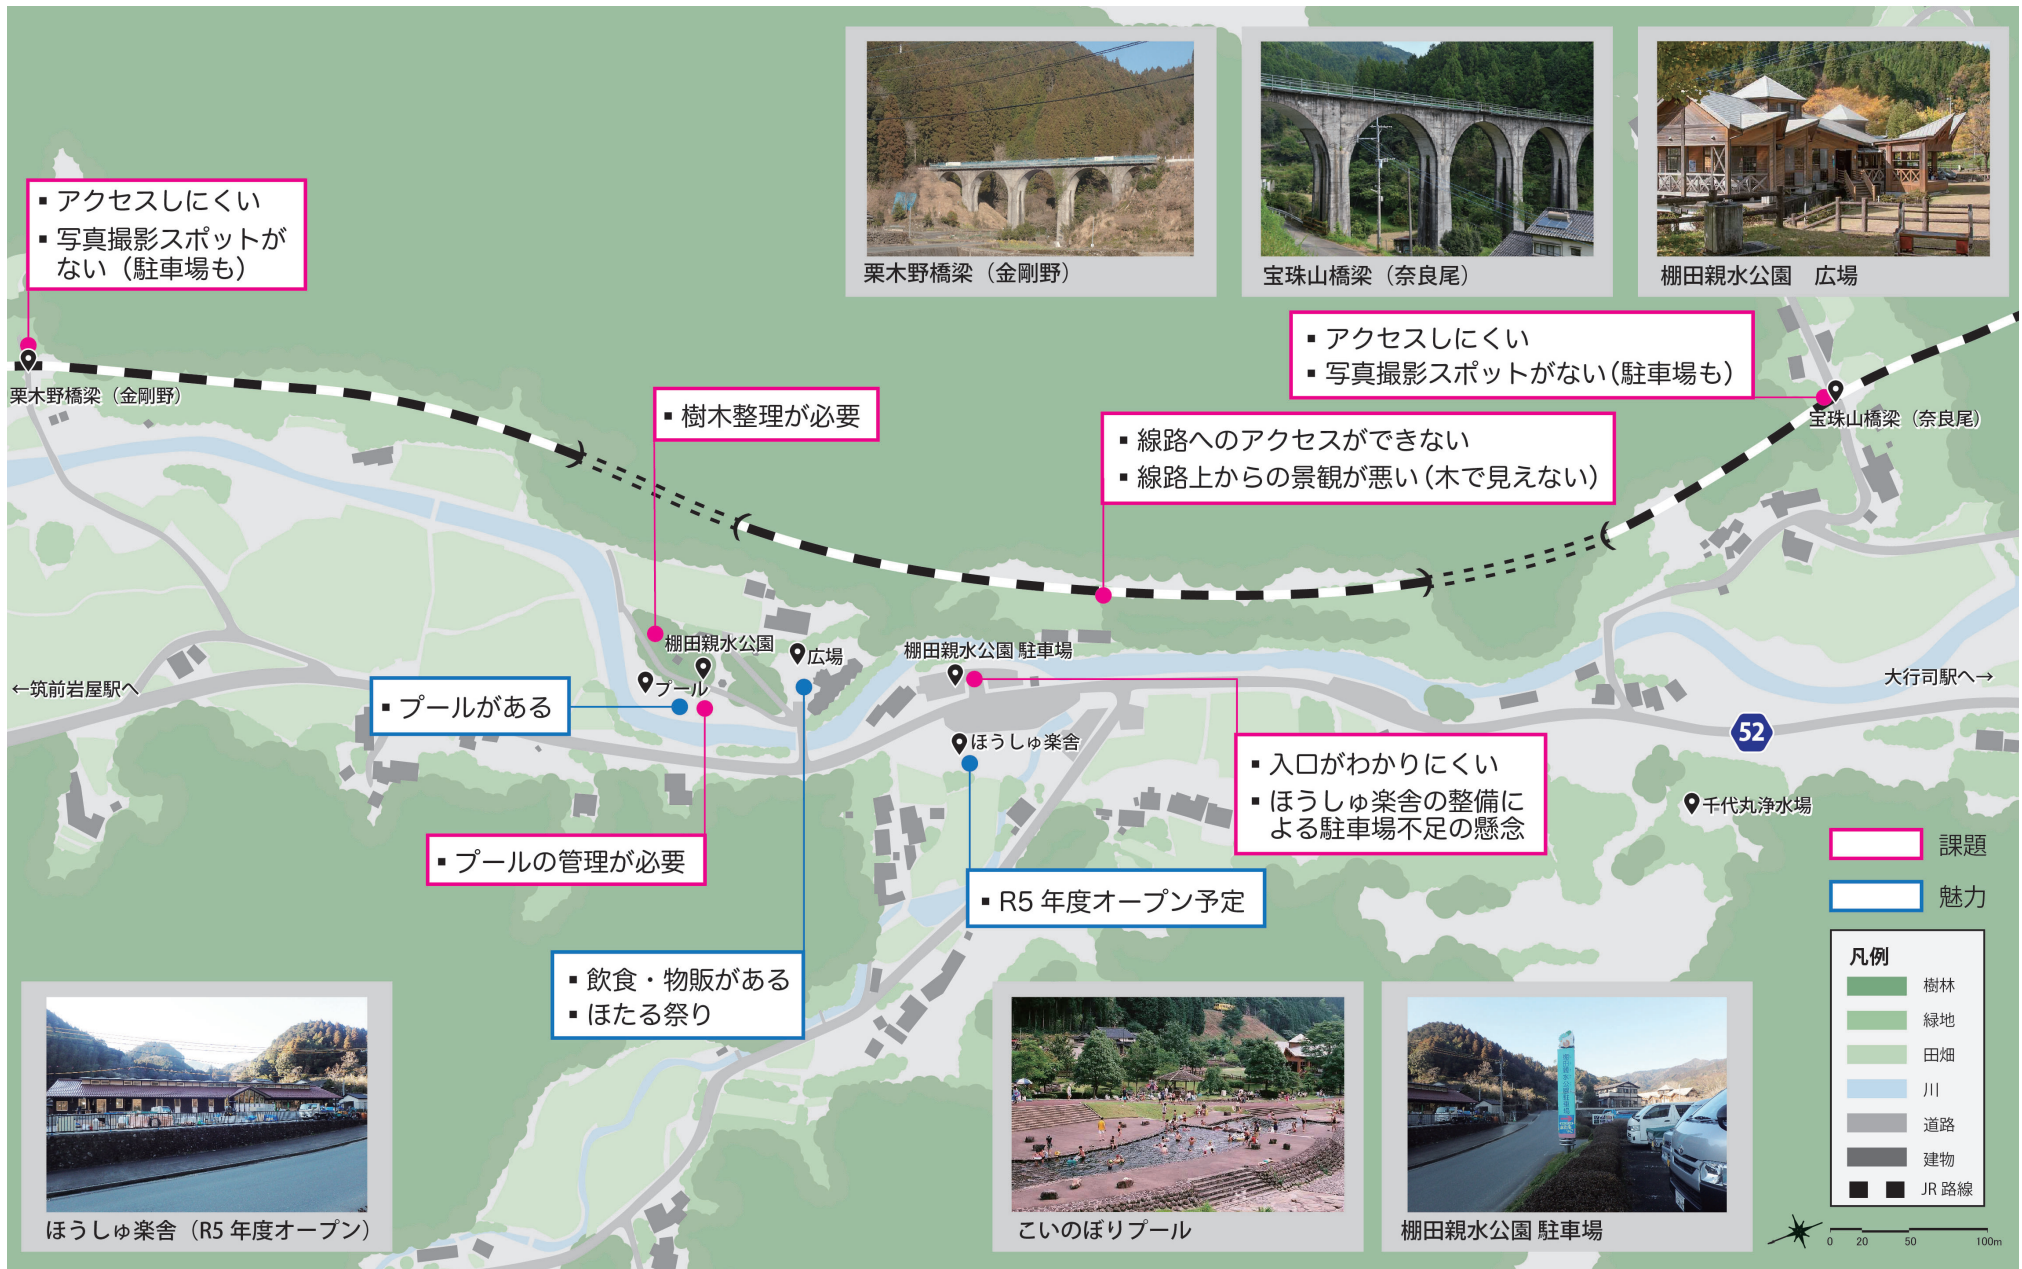 栗木野橋梁（金剛野）
宝珠山橋梁（奈良尾）
棚田親水公園　広場
▪ アクセスしにくい
▪ 写真撮影スポットが
ない（駐車場も）
栗木野橋梁（金剛野）
▪ アクセスしにくい
▪ 写真撮影スポットがない（駐車場も）
宝珠山橋梁（奈良尾）
▪ 樹木整理が必要
▪ 線路へのアクセスができない
▪ 線路上からの景観が悪い（木で見えない）
棚田親水公園
広場
プール
棚田親水公園 駐車場
←筑前岩屋駅へ
大行司駅へ→
▪ プールがある
52
ほうしゅ楽舎
▪ 入口がわかりにくい
▪ ほうしゅ楽舎の整備に
よる駐車場不足の懸念
千代丸浄水場
▪ プールの管理が必要
▪ R5 年度オープン予定
▪ 飲食・物販がある
▪ ほたる祭り
課題
魅力
凡例
樹林
緑地
田畑
川
道路
建物
JR 路線
0 20 50 100m
ほうしゅ楽舎（R5 年度オープン）
こいのぼりプール
棚田親水公園駐車場
棚田親水公園 駐車場